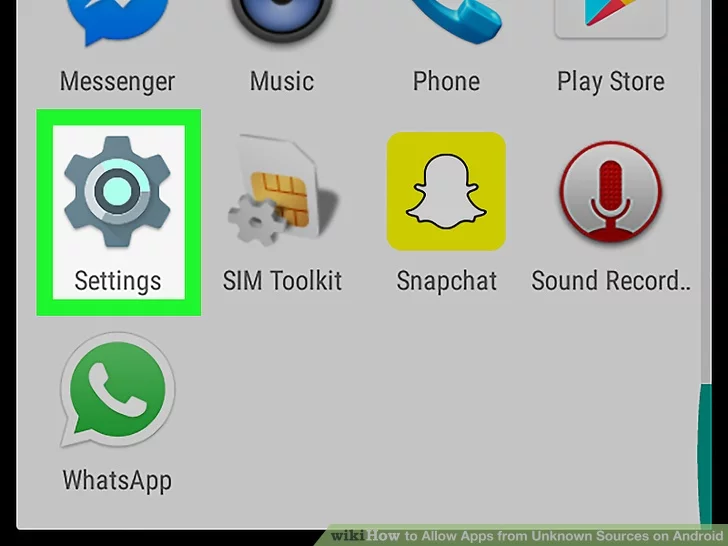 Messenger Music Phone Play Store
Settings SIM Toolkit Snapchat Sound Record..
WhatsApp
wikiHow to Allow Apps from Unknown Sources on Android